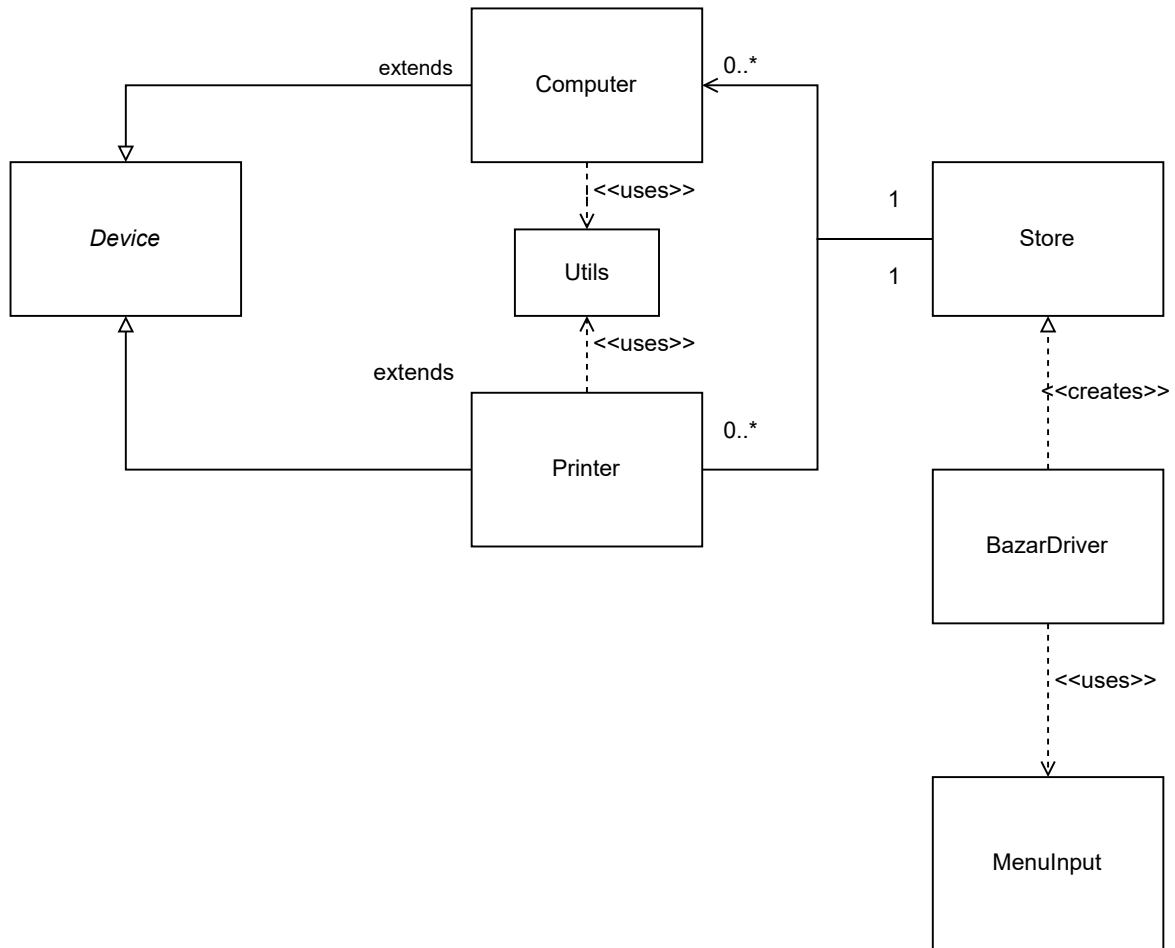 extends
Computer
0..*
<<uses>>
1
Device
Utils
1
Store
<<uses>>
extends
<<creates>>
0..*
Printer
BazarDriver
<<uses>>
MenuInput